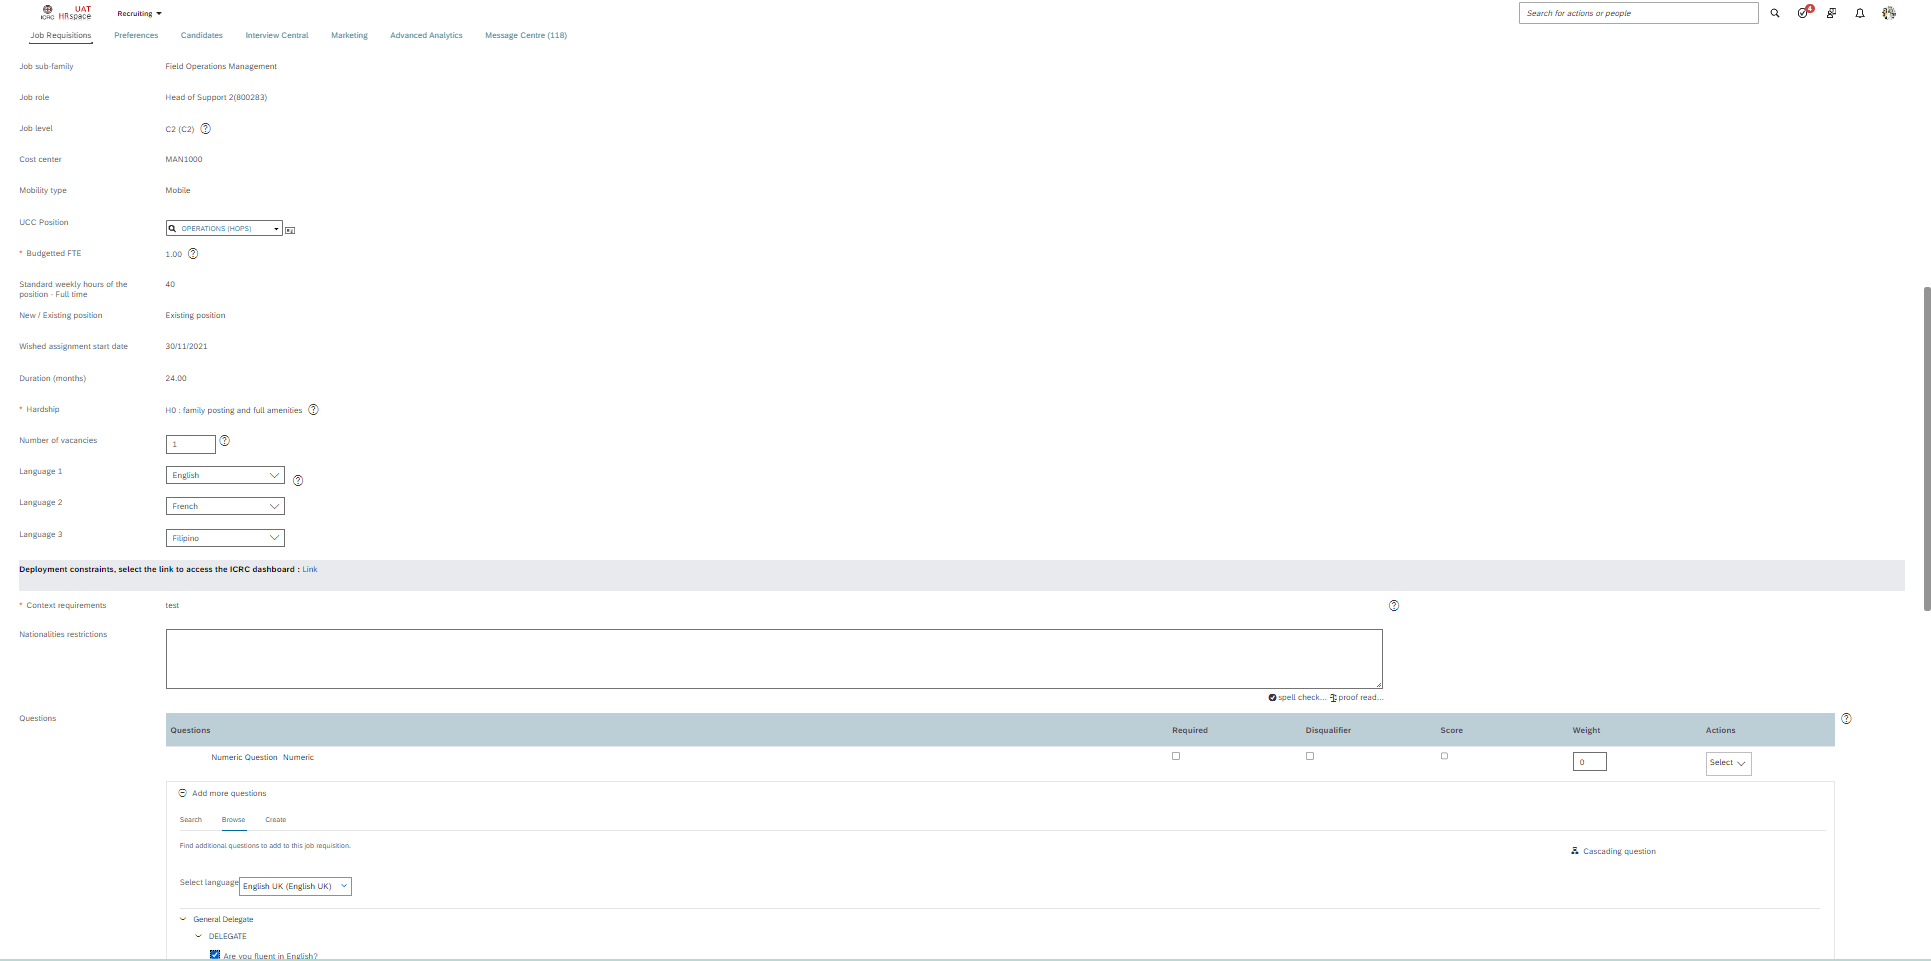 ICRC UAT HRspace Recruiting Search for actions or people 4
Job Requisitions Preferences Candidates Interview Central Marketing Advanced Analytics Message Centre (118)
Job sub-family Field Operations Management
Job role Head of Support 2(800283)
Job level C2 (C2) ?
Cost center MAN1000
Mobility type Mobile
UCC Position OPERATIONS (HOPS)
* Budgetted FTE 1.00 ?
Standard weekly hours of the position - Full time 40
New / Existing position Existing position
Wished assignment start date 30/11/2021
Duration (months) 24.00
* Hardship H0 : family posting and full amenities ?
Number of vacancies 1 ?
Language 1 English ?
Language 2 French
Language 3 Filipino
Deployment constraints, select the link to access the ICRC dashboard : Link
* Context requirements test ?
Nationalities restrictions
spell check... proof read...
Questions ?
Questions Required Disqualifier Score Weight Actions
Numeric Question Numeric 0 Select
Add more questions
Search Browse Create
Find additional questions to add to this job requisition.
Cascading question
Select language English UK (English UK)
General Delegate
DELEGATE
Are you fluent in English?